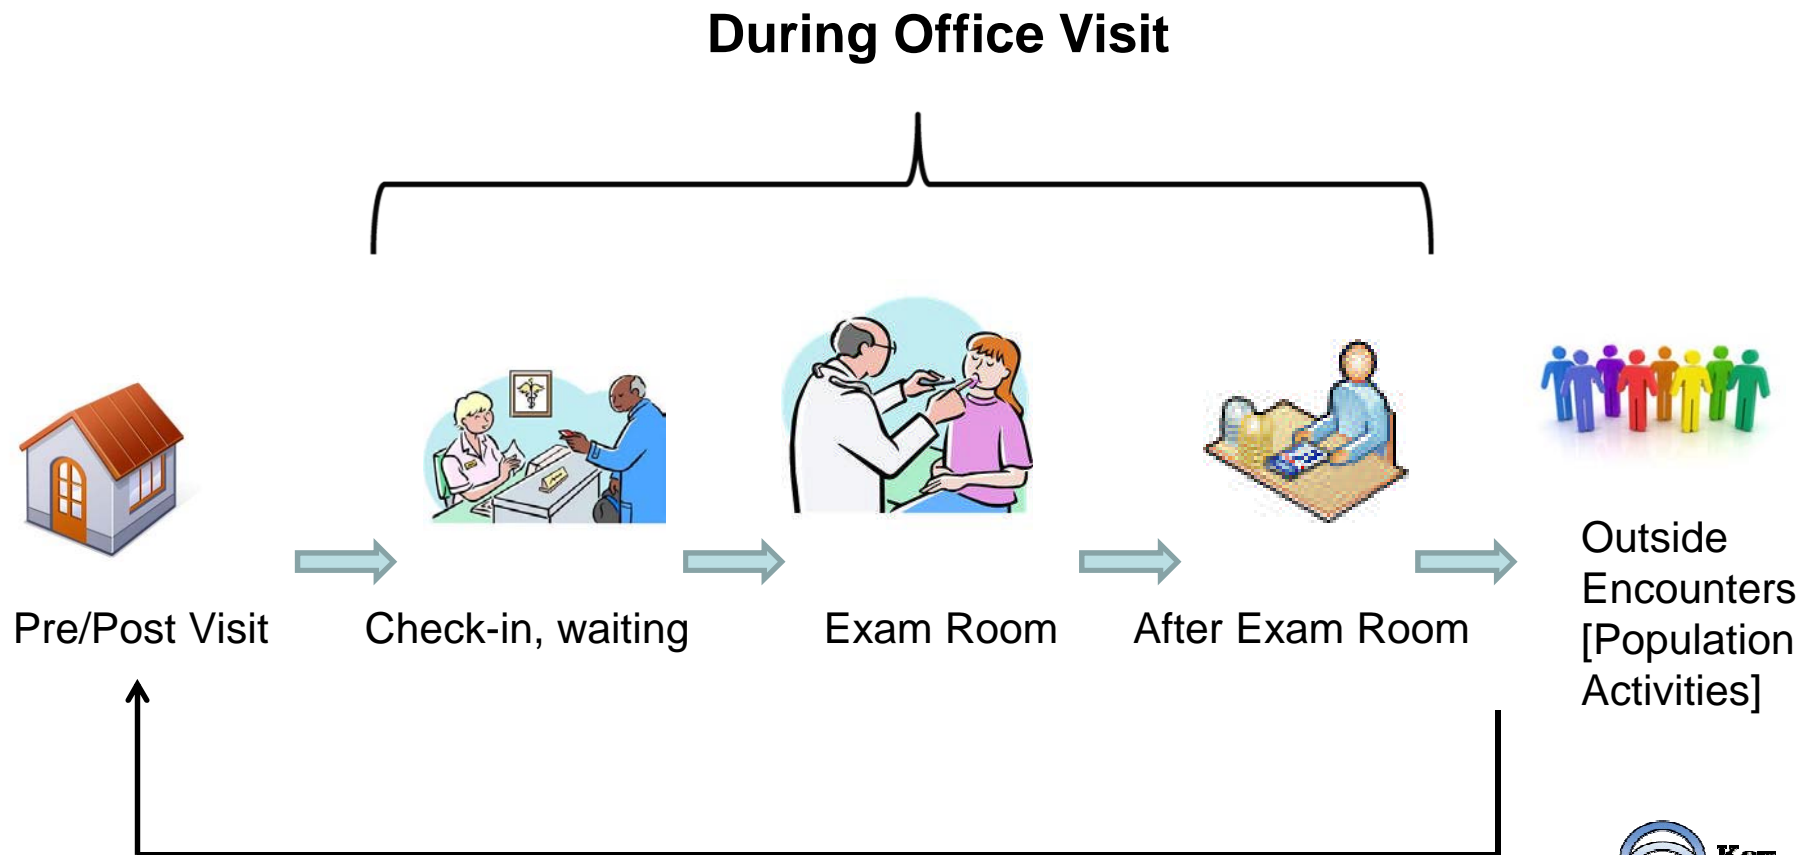 During Office Visit
Pre/Post Visit
Check-in, waiting
Exam Room
After Exam Room
Outside
Encounters
[Population
Activities]